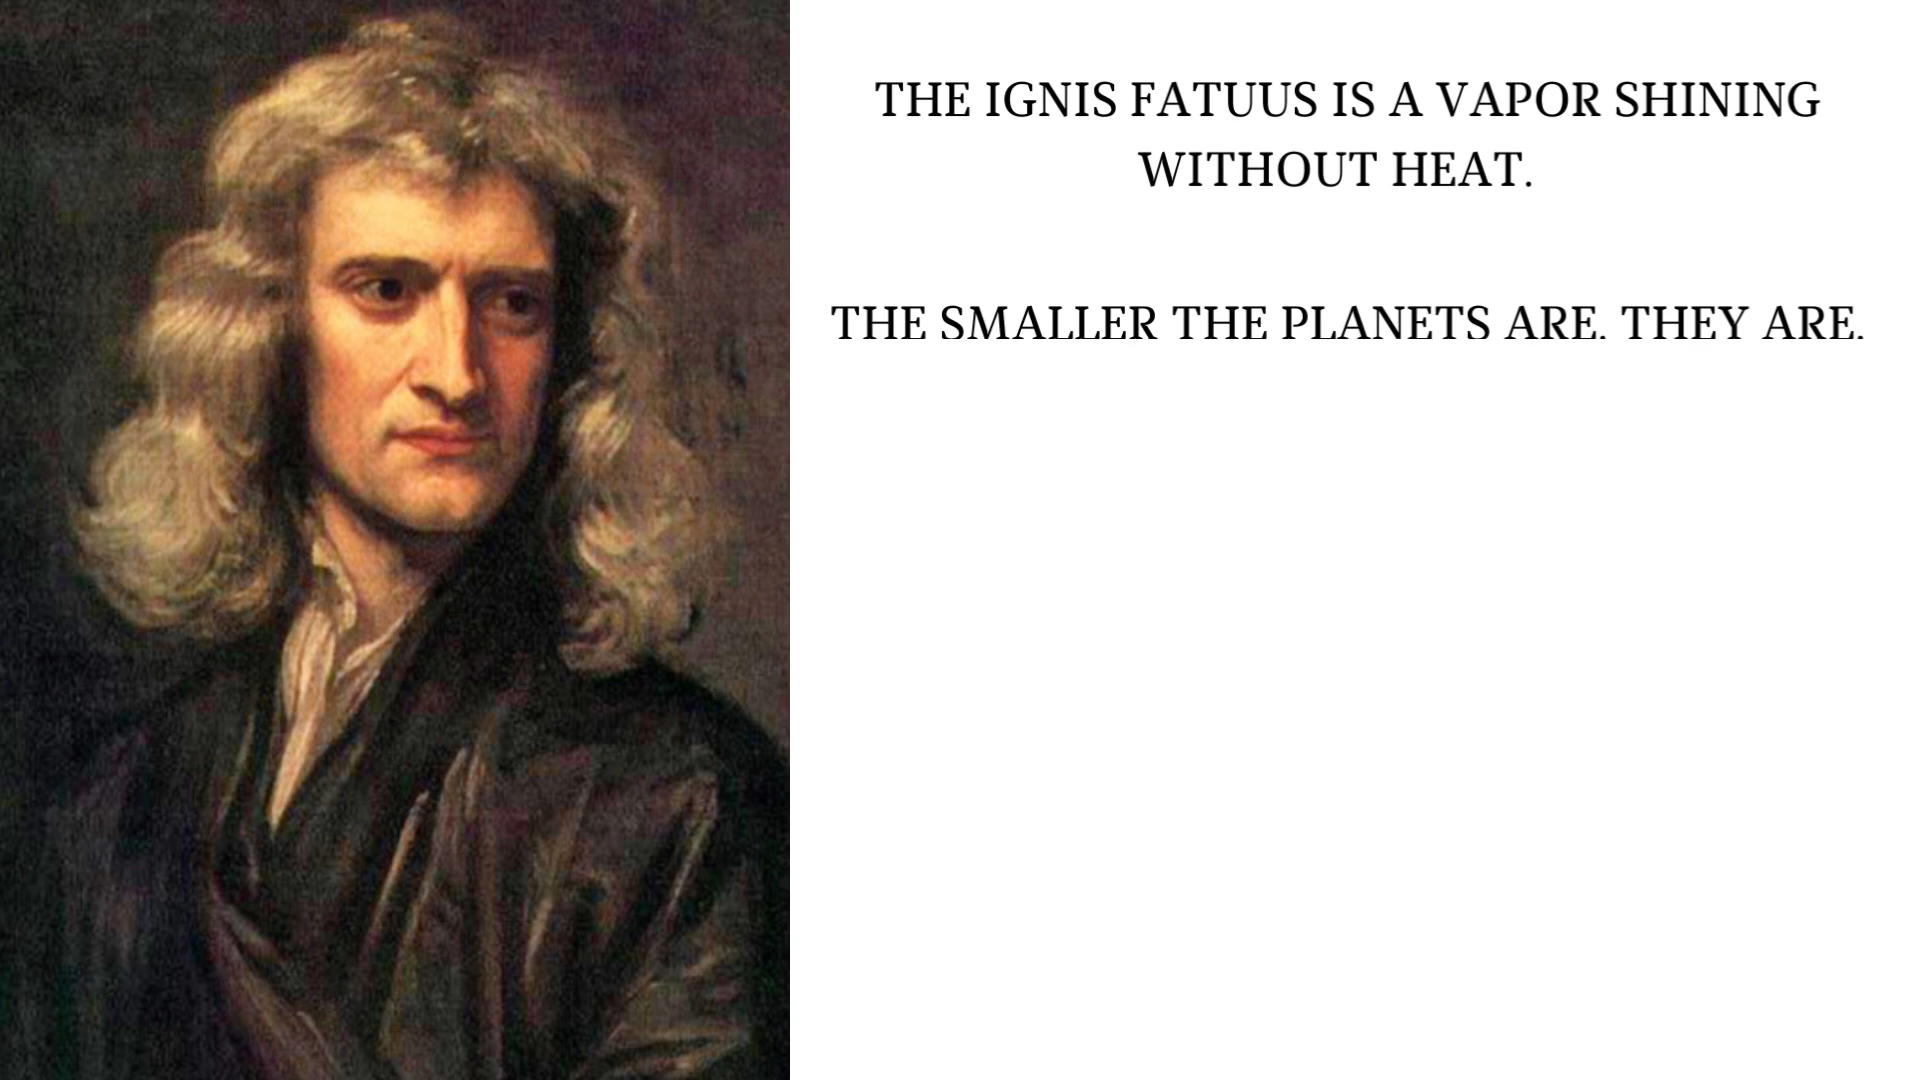 THE IGNIS FATUUS IS A VAPOR SHINING
WITHOUT HEAT.
THE SMALLER THE PLANETS ARE, THEY ARE,